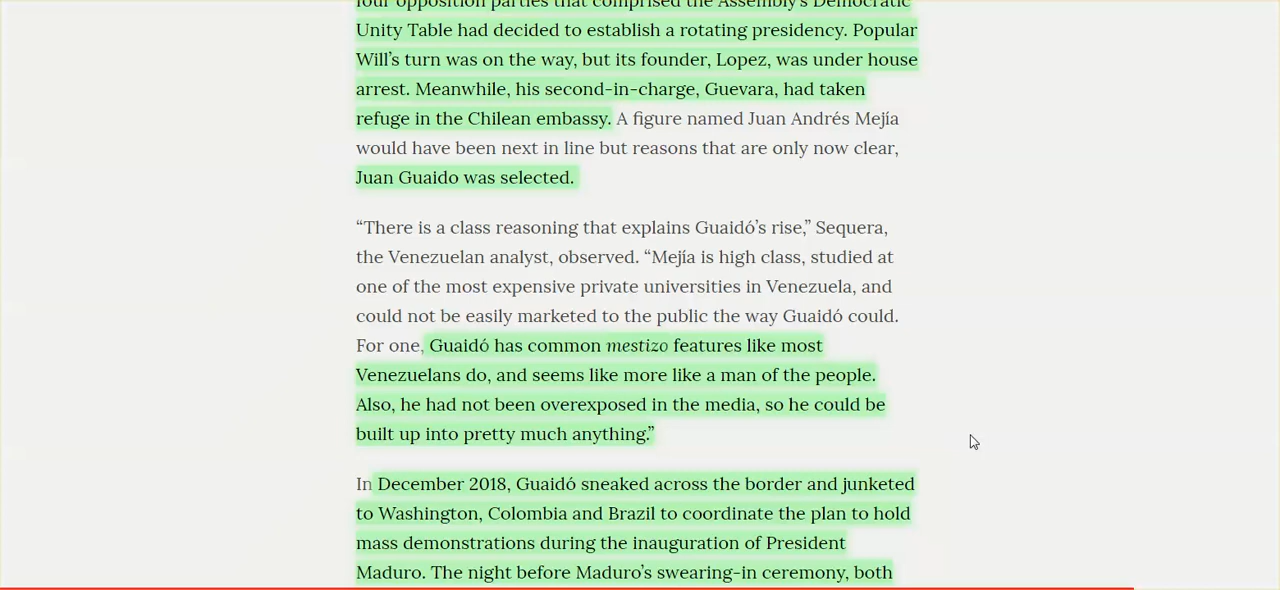 four opposition parties that comprised the Assembly's Democratic
Unity Table had decided to establish a rotating presidency. Popular
Will’s turn was on the way, but its founder, Lopez, was under house
arrest. Meanwhile, his second-in-charge, Guevara, had taken
refuge in the Chilean embassy. A figure named Juan Andrés Mejía
would have been next in line but reasons that are only now clear,
Juan Guaido was selected.
“There is a class reasoning that explains Guaidó’s rise,” Sequera,
the Venezuelan analyst, observed. “Mejía is high class, studied at
one of the most expensive private universities in Venezuela, and
could not be easily marketed to the public the way Guaidó could.
For one, Guaidó has common mestizo features like most
Venezuelans do, and seems like more like a man of the people.
Also, he had not been overexposed in the media, so he could be
built up into pretty much anything.”
In December 2018, Guaidó sneaked across the border and junketed
to Washington, Colombia and Brazil to coordinate the plan to hold
mass demonstrations during the inauguration of President
Maduro. The night before Maduro’s swearing-in ceremony, both